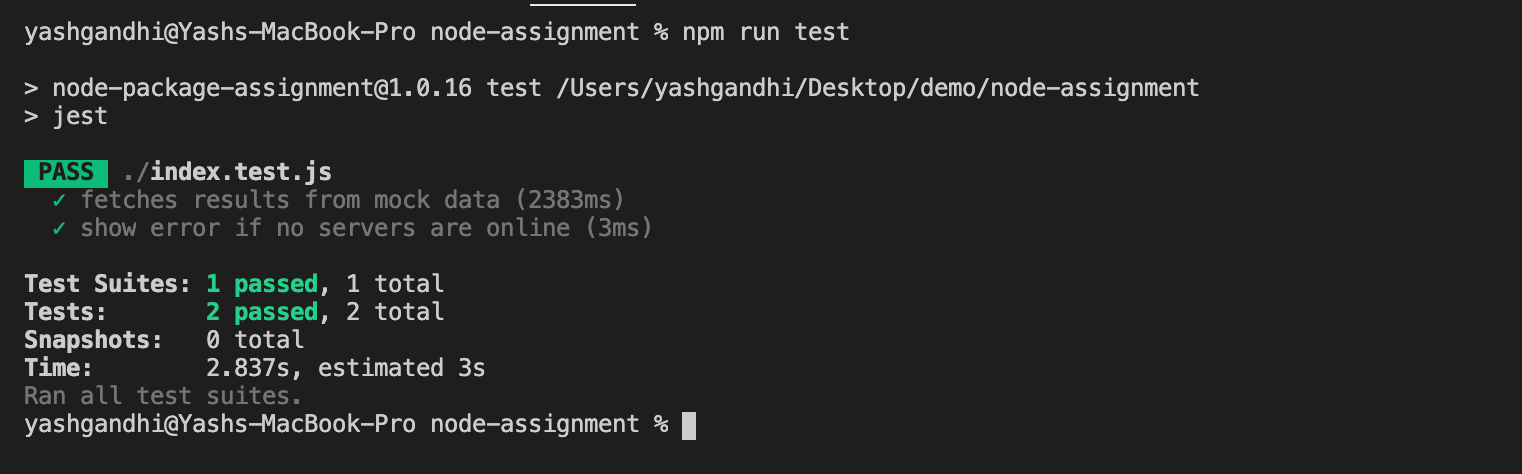 yashgandhi@Yashs-MacBook-Pro node-assignment % npm run test
> node-package-assignment@1.0.16 test /Users/yashgandhi/Desktop/demo/node-assignment
> jest
PASS ./index.test.js
✓ fetches results from mock data (2383ms)
✓ show error if no servers are online (3ms)
Test Suites: 1 passed, 1 total
Tests: 2 passed, 2 total
Snapshots: 0 total
Time: 2.837s, estimated 3s
Ran all test suites.
yashgandhi@Yashs-MacBook-Pro node-assignment %